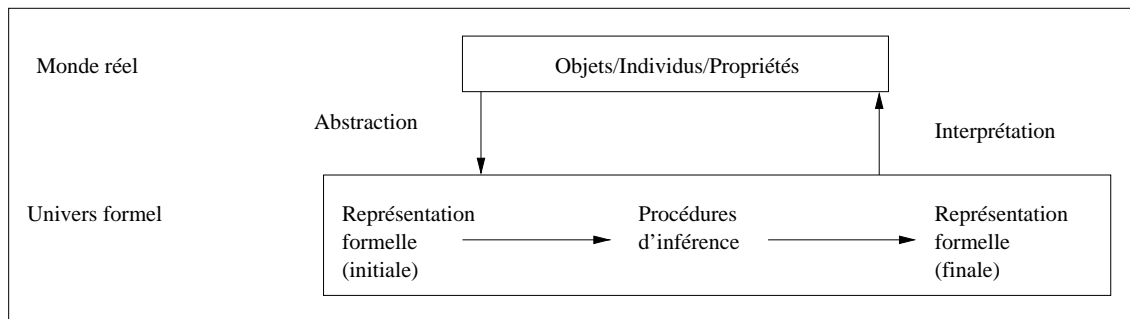 Monde réel
Objets/Individus/Propriétés
Abstraction
Interprétation
Univers formel
Représentation
formelle
(initiale)
Procédures
d'inférence
Représentation
formelle
(finale)